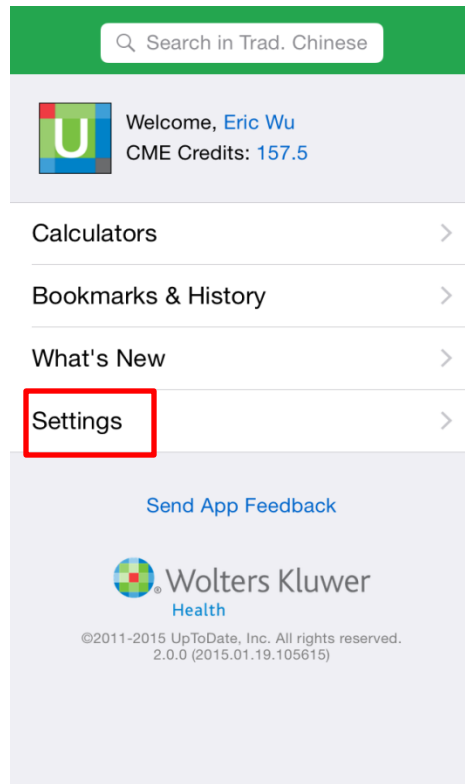 Search in Trad. Chinese
U
Welcome, Eric Wu
CME Credits: 157.5
Calculators
Bookmarks & History
What's New
Settings
Send App Feedback
Wolters Kluwer
Health
©2011-2015 UpToDate, Inc. All rights reserved.
2.0.0 (2015.01.19.105615)